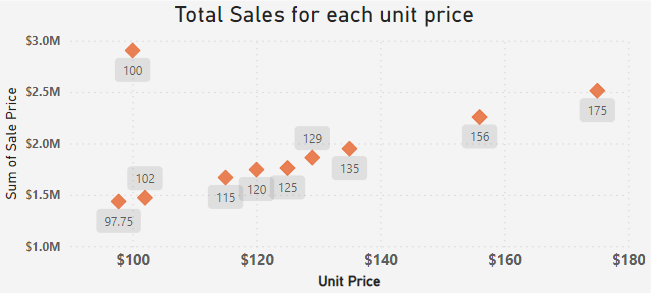 Total Sales for each unit price
Sum of Sale Price
$3.0M
$2.5M
$2.0M
$1.5M
$1.0M
100
175
129
156
135
102
115
120
125
97.75
$100
$120
$140
$160
$180
Unit Price